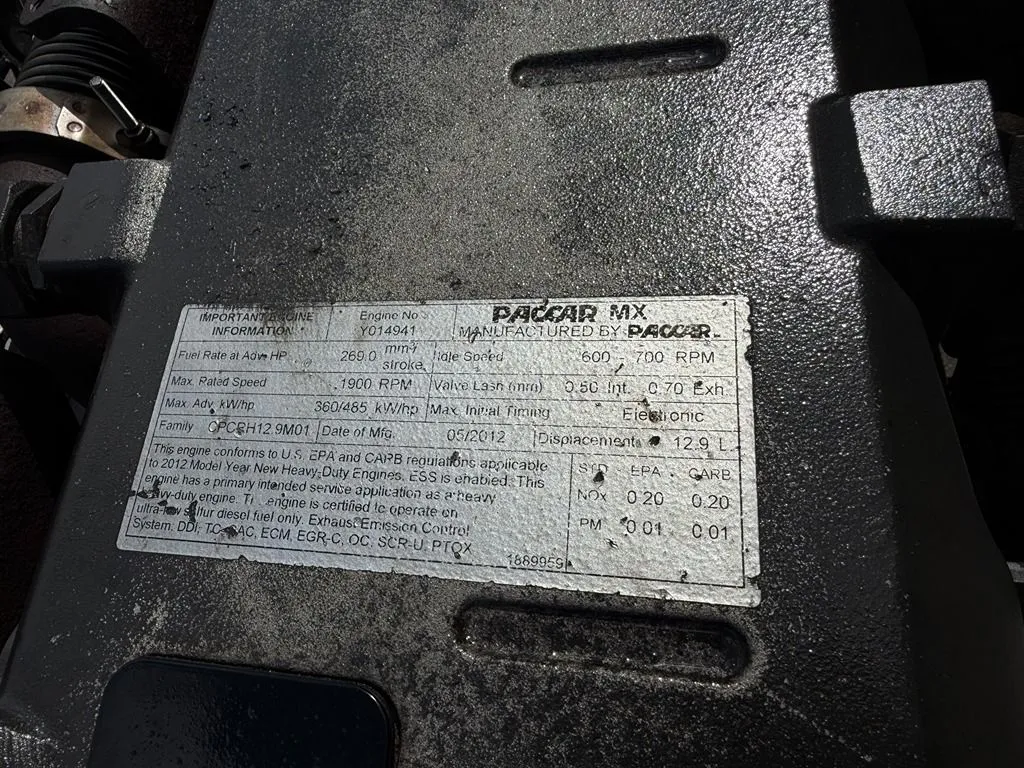 IMPORTANT ENGINE
INFORMATION
Engine No
Y014941
PACCAR MX
MANUFACTURED BY PACCAR
Fuel Rate at Adv. HP 269.0 mm³/
stroke
Idle Speed 600 - 700 RPM
Max. Rated Speed 1900 RPM
Valve Lash (mm) 0.50 Int. 0.70 Exh.
Max. Adv. kW/hp 360/485 kW/hp
Max. Initial Timing Electronic
Family CPCRH12.9M01
Date of Mfg. 05/2012
Displacement 12.9 L
This engine conforms to U.S. EPA and CARB regulations applicable
to 2012 Model Year New Heavy-Duty Engines. ESS is enabled. This
engine has a primary intended service application as a heavy
heavy-duty engine. This engine is certified to operate on
ultra-low sulfur diesel fuel only. Exhaust Emission Control
System: DDI, TC, CAC, ECM, EGR-C, OC, SCR-U, PTOX
1889959
STD EPA CARB
NOx 0.20 0.20
PM 0.01 0.01